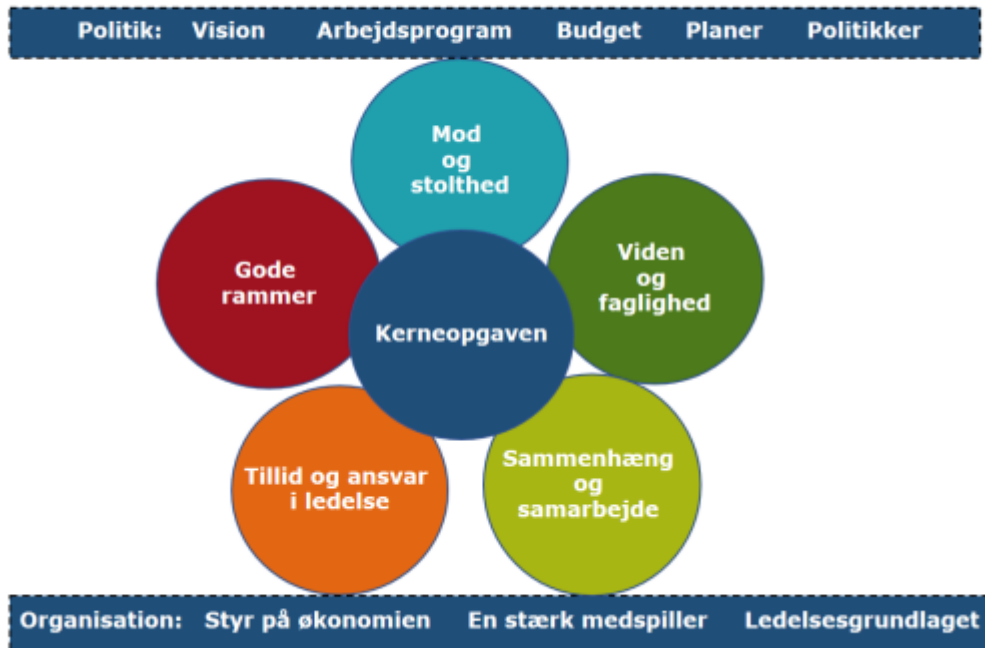 Politik: Vision Arbejdsprogram Budget Planer Politikker
Mod
og
stolthed
Viden
og
faglighed
Gode
rammer
Kerneopgaven
Sammenhæng
og
samarbejde
Tillid og ansvar
i ledelse
Organisation: Styr på økonomien En stærk medspiller Ledelsesgrundlaget